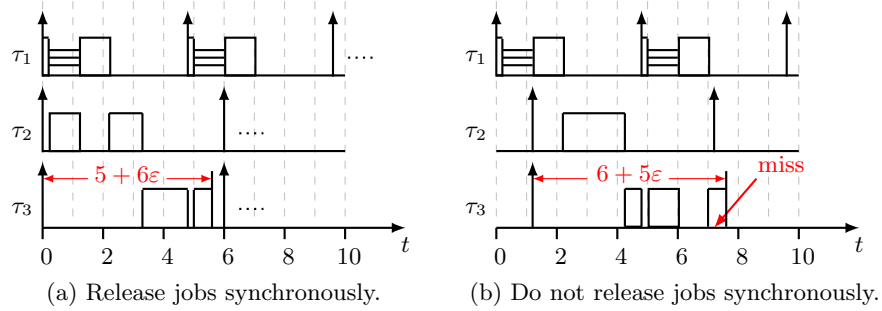 τ1
τ2
τ3
5 + 6ε
0 2 4 6 8 10 t
(a) Release jobs synchronously.
τ1
τ2
τ3
6 + 5ε
miss
0 2 4 6 8 10 t
(b) Do not release jobs synchronously.